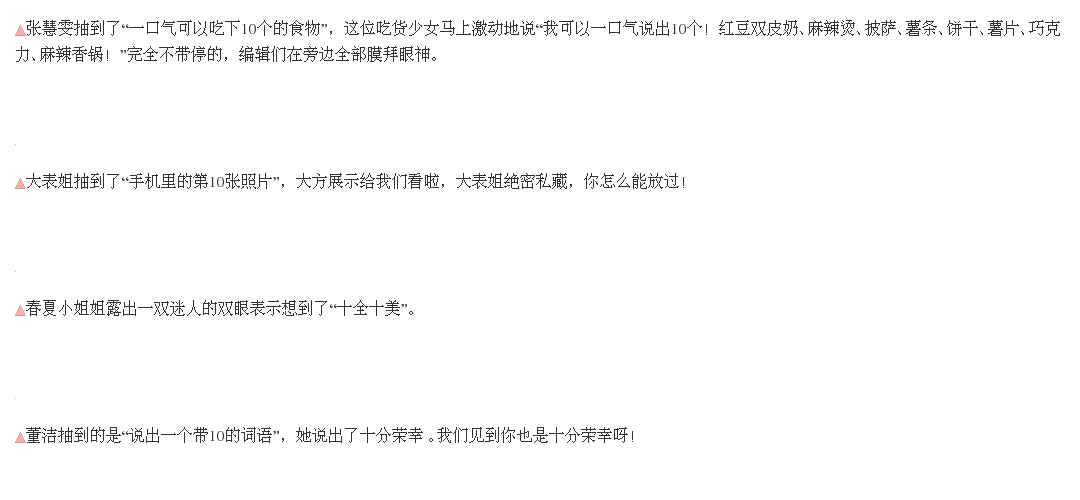 ▲张慧雯抽到了“一口气可以吃下10个的食物”，这位吃货少女马上激动地说“我可以一口气说出10个！红豆双皮奶、麻辣烫、披萨、薯条、饼干、薯片、巧克
力、麻辣香锅！”完全不带停的，编辑们在旁边全部膜拜眼神。
▲大表姐抽到了“手机里的第10张照片”，大方展示给我们看啦，大表姐绝密私藏，你怎么能放过！
▲春夏小姐姐露出一双迷人的双眼表示想到了“十全十美”。
▲董洁抽到的是“说出一个带10的词语”，她说出了十分荣幸。我们见到你也是十分荣幸呀！